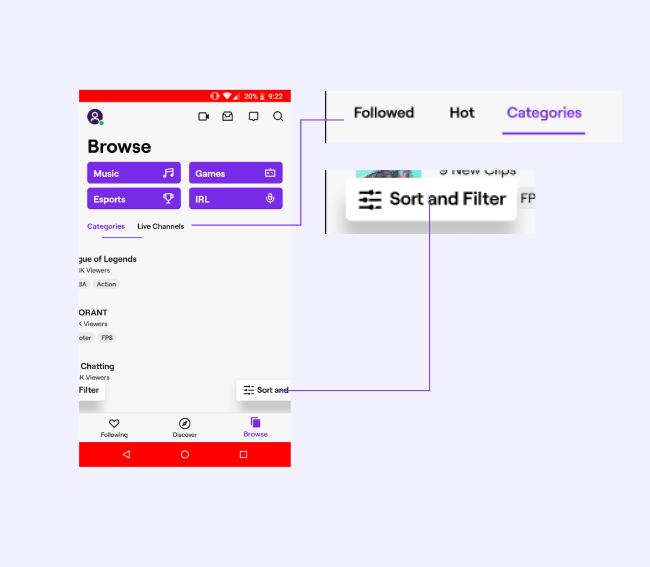 20% 9:22
Browse
Music
Games
Esports
IRL
Categories Live Channels
gue of Legends
K Viewers
BA Action
ORANT
K Viewers
oter FPS
Chatting
K Viewers
Filter
Sort and
Following
Discover
Browse
Followed Hot Categories
9 New Clips
Sort and Filter
FP